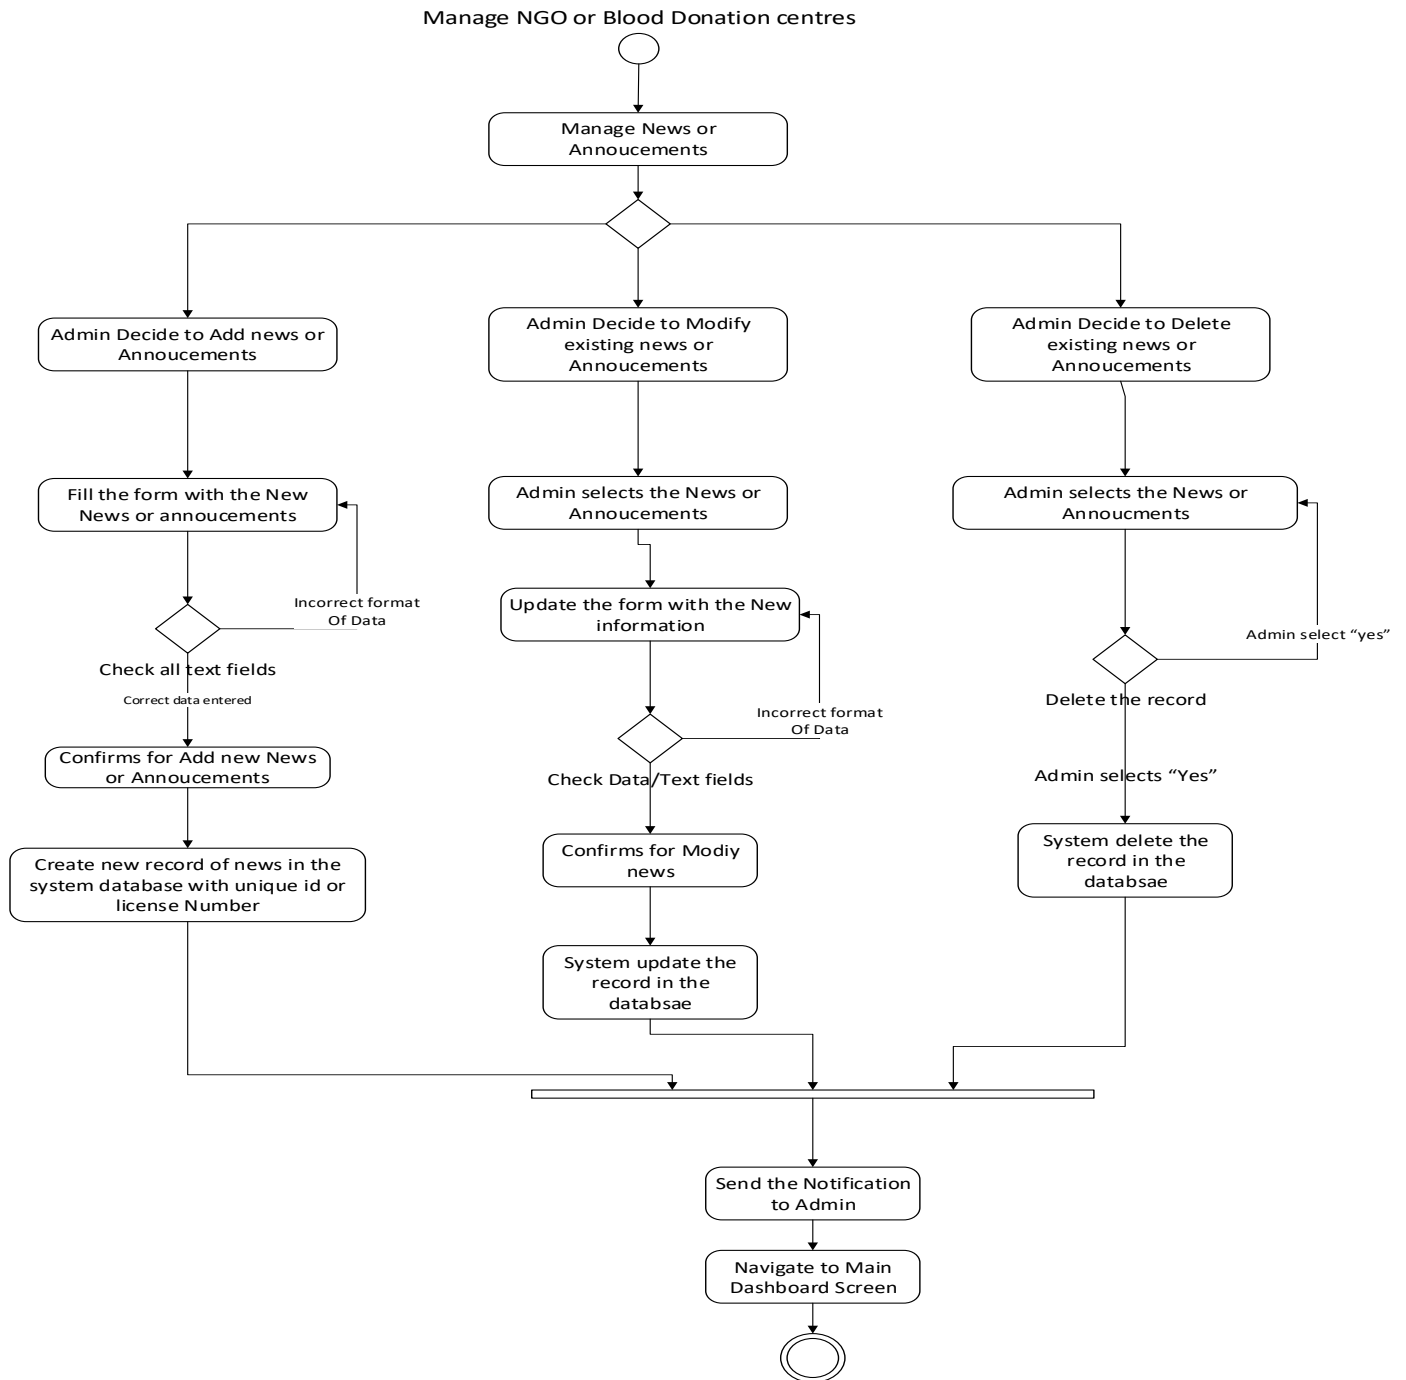 Manage NGO or Blood Donation centres
Manage News or
Annoucements
Admin Decide to Add news or
Annoucements
Admin Decide to Modify
existing news or
Annoucements
Admin Decide to Delete
existing news or
Annoucements
Fill the form with the New
News or annoucements
Admin selects the News or
Annoucements
Admin selects the News or
Annoucments
Incorrect format
Of Data
Update the form with the New
information
Admin select “yes”
Check all text fields
Correct data entered
Delete the record
Incorrect format
Of Data
Confirms for Add new News
or Annoucements
Check Data/Text fields
Admin selects “Yes”
Create new record of news in the
system database with unique id or
license Number
Confirms for Modiy
news
System delete the
record in the
databsae
System update the
record in the
databsae
Send the Notification
to Admin
Navigate to Main
Dashboard Screen